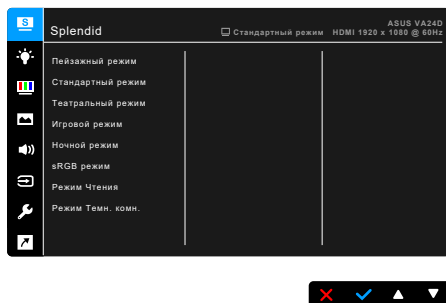 S
Splendid
Стандартный режим
ASUS VA24D
HDMI 1920 x 1080 @ 60Hz
Пейзажный режим
Стандартный режим
Театральный режим
Игровой режим
Ночной режим
sRGB режим
Режим Чтения
Режим Темн. комн.